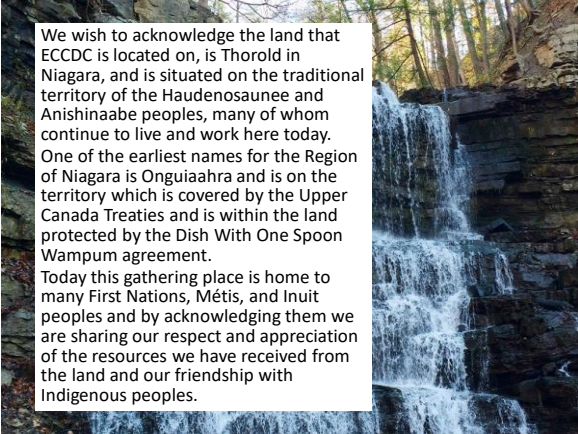 We wish to acknowledge the land that
ECCDC is located on, is Thorold in
Niagara, and is situated on the traditional
territory of the Haudenosaunee and
Anishinaabe peoples, many of whom
continue to live and work here today.
One of the earliest names for the Region
of Niagara is Onguiaahra and is on the
territory which is covered by the Upper
Canada Treaties and is within the land
protected by the Dish With One Spoon
Wampum agreement.
Today this gathering place is home to
many First Nations, Métis, and Inuit
peoples and by acknowledging them we
are sharing our respect and appreciation
of the resources we have received from
the land and our friendship with
Indigenous peoples.